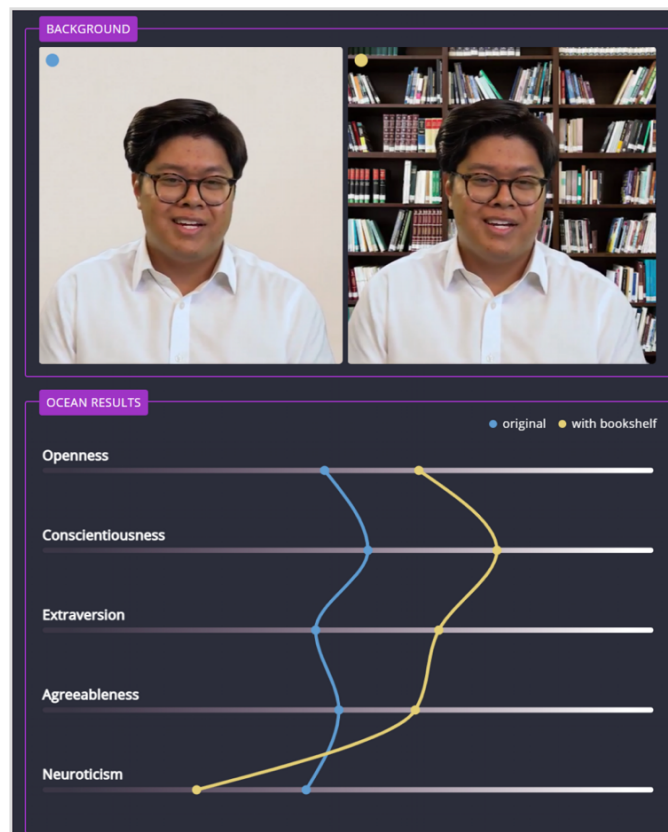 BACKGROUND
OCEAN RESULTS
original with bookshelf
Openness
Conscientiousness
Extraversion
Agreeableness
Neuroticism